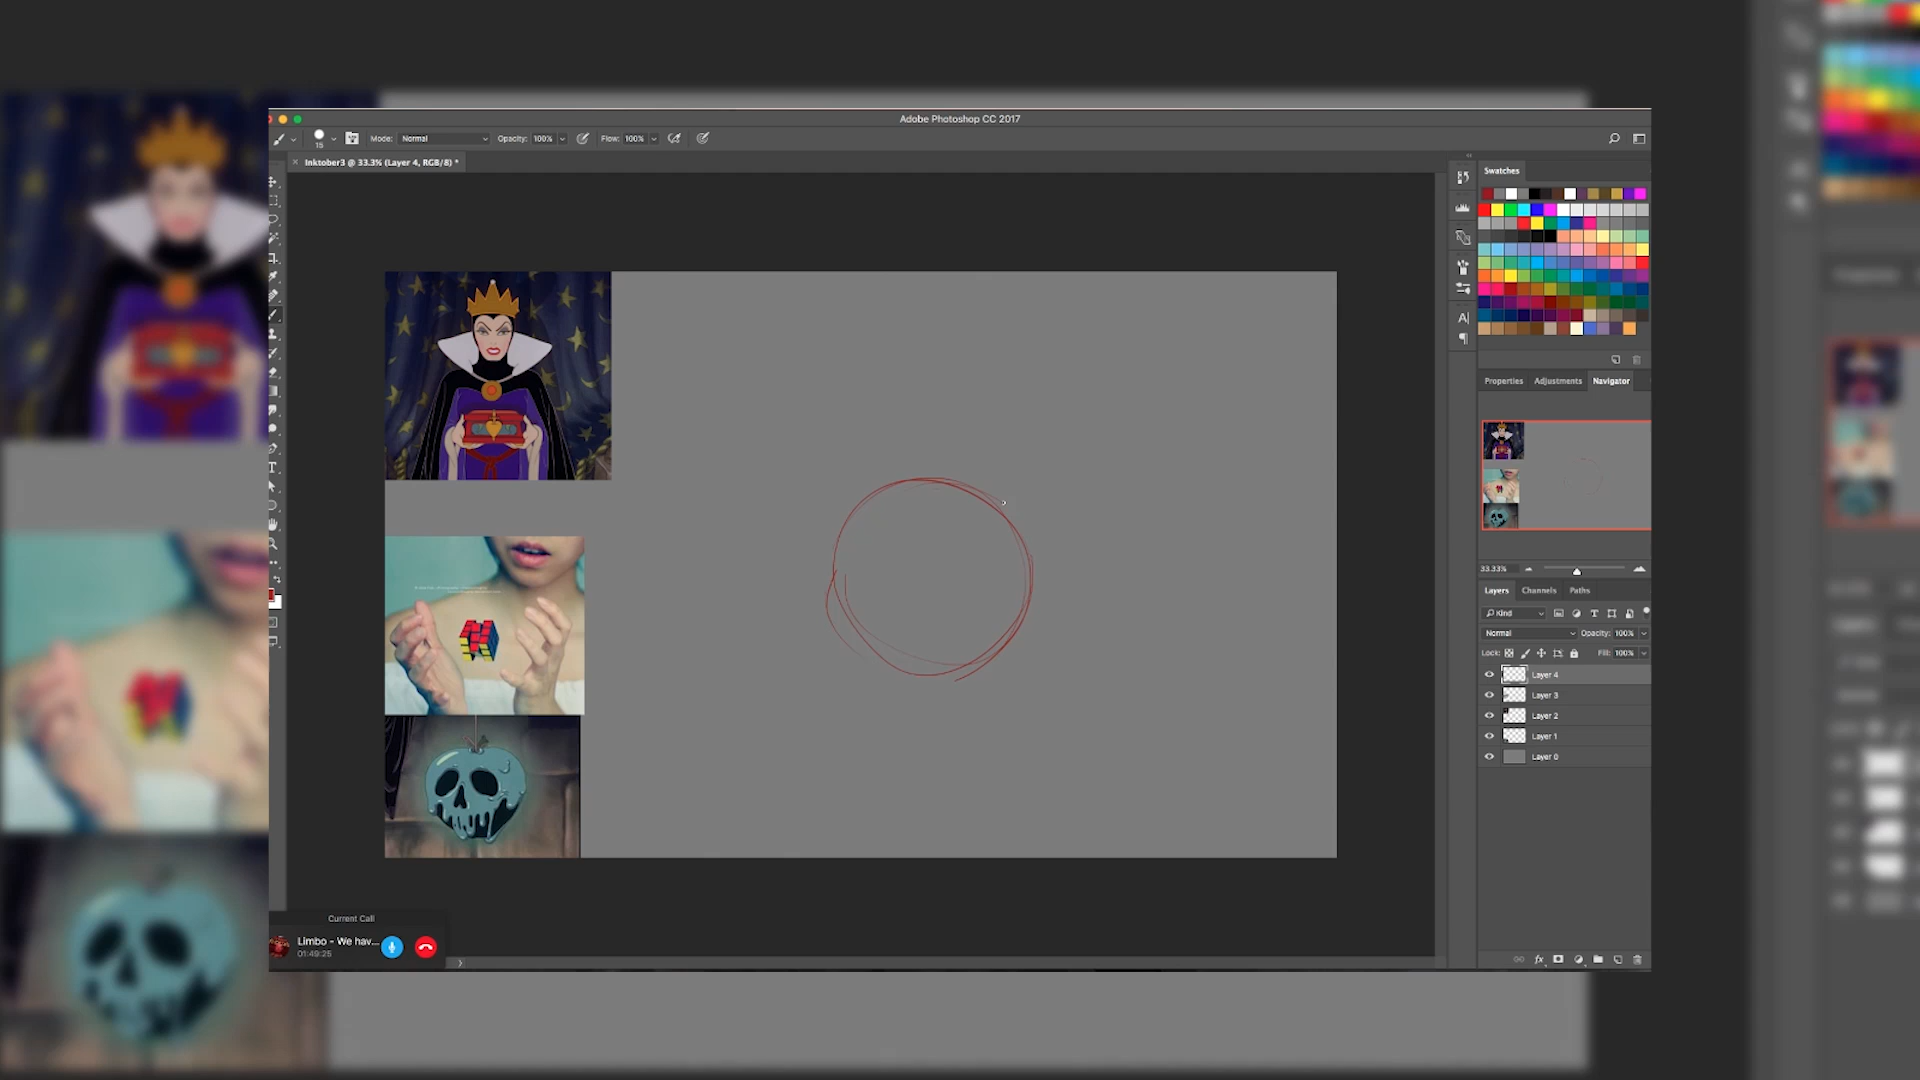 Adobe Photoshop CC 2017
15
Mode: Normal
Opacity: 100%
Flow: 100%
Inktober3 @ 33.3% (Layer 4, RGB/8) *
Swatches
Properties Adjustments Navigator
33.33%
Layers Channels Paths
Kind
Normal Opacity: 100%
Lock: Fill: 100%
Layer 4
Layer 3
Layer 2
Layer 1
Layer 0
fx
Current Call
Limbo - We hav...
01:49:25